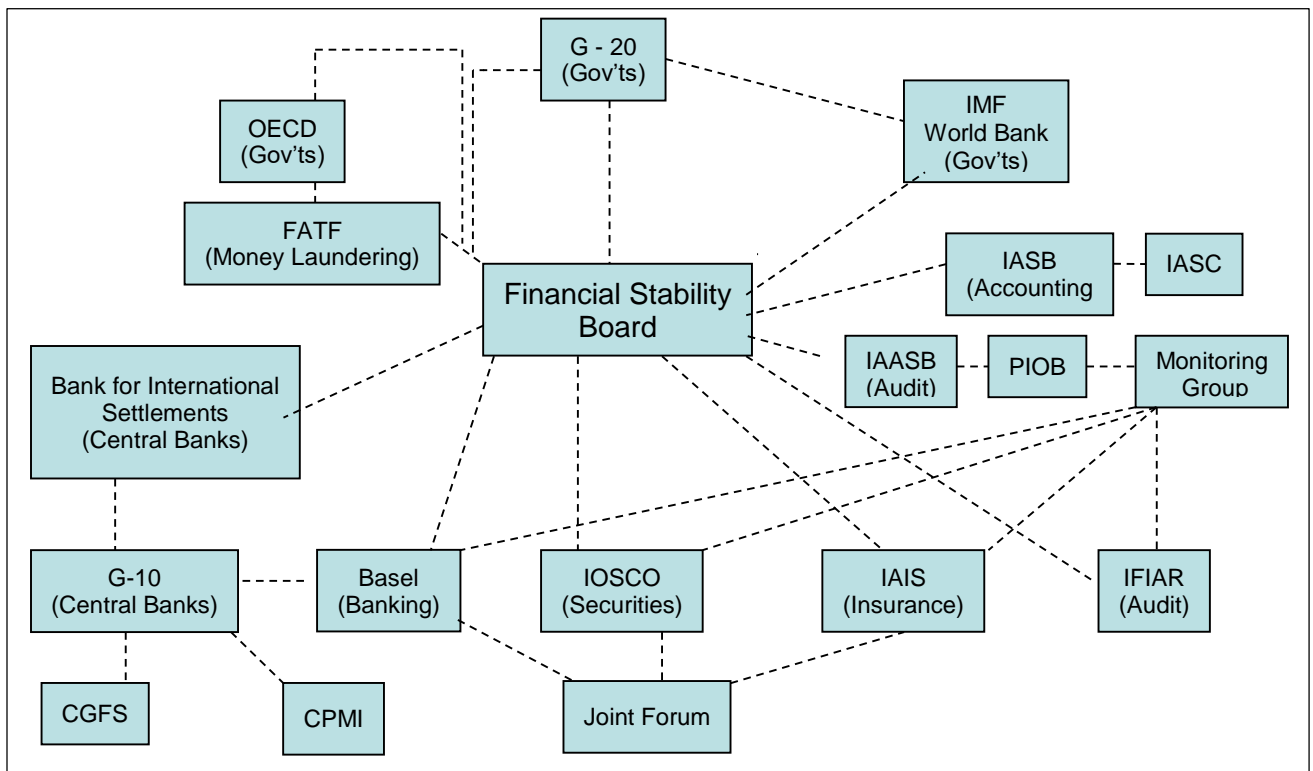 G - 20
(Gov'ts)
OECD
(Gov'ts)
IMF
World Bank
(Gov'ts)
FATF
(Money Laundering)
Financial Stability
Board
IASB
(Accounting
IASC
Bank for International
Settlements
(Central Banks)
IAASB
(Audit)
PIOB
Monitoring
Group
G-10
(Central Banks)
Basel
(Banking)
IOSCO
(Securities)
IAIS
(Insurance)
IFIAR
(Audit)
CGFS
CPMI
Joint Forum